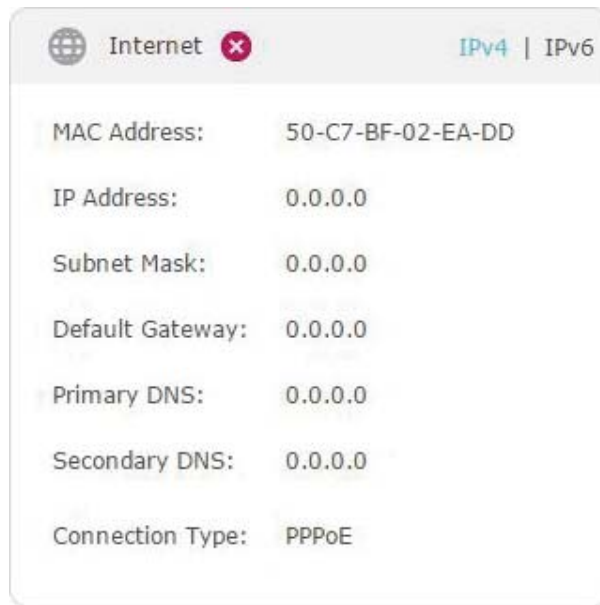 Internet IPv4 | IPv6
MAC Address: 50-C7-BF-02-EA-DD
IP Address: 0.0.0.0
Subnet Mask: 0.0.0.0
Default Gateway: 0.0.0.0
Primary DNS: 0.0.0.0
Secondary DNS: 0.0.0.0
Connection Type: PPPoE